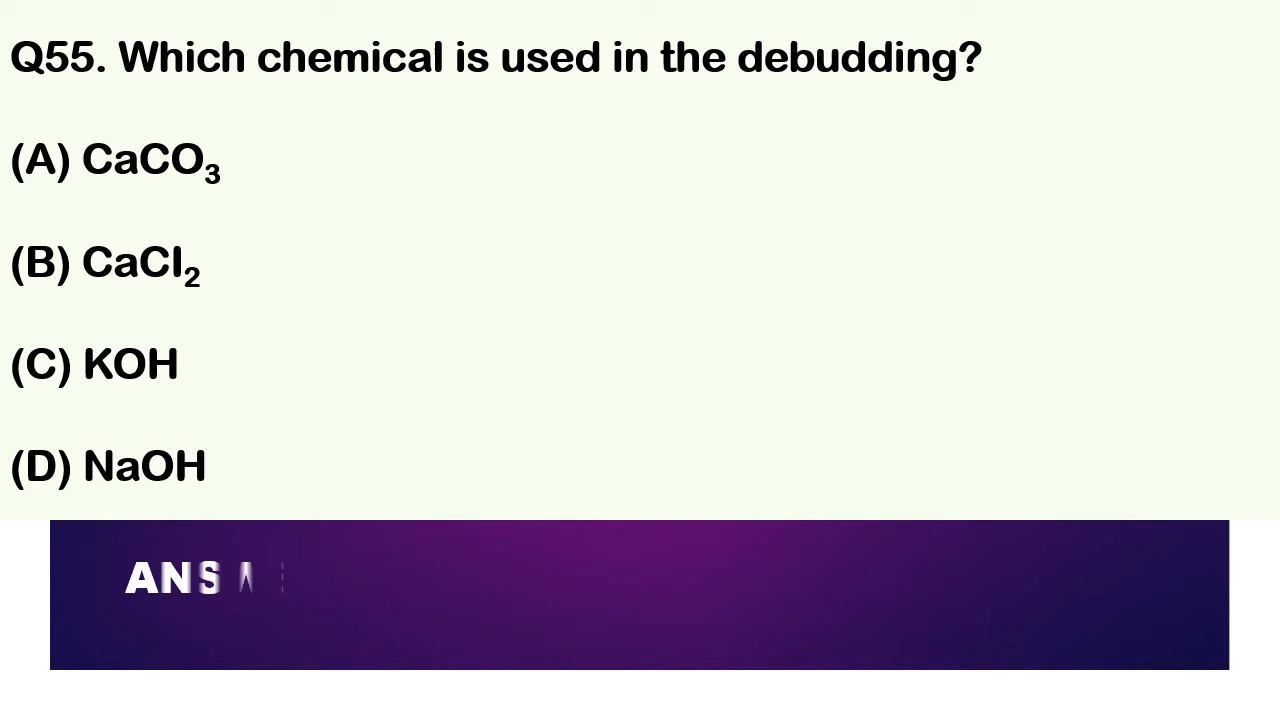 Q55. Which chemical is used in the debudding?
(A) CaCO₃
(B) CaCl₂
(C) KOH
(D) NaOH